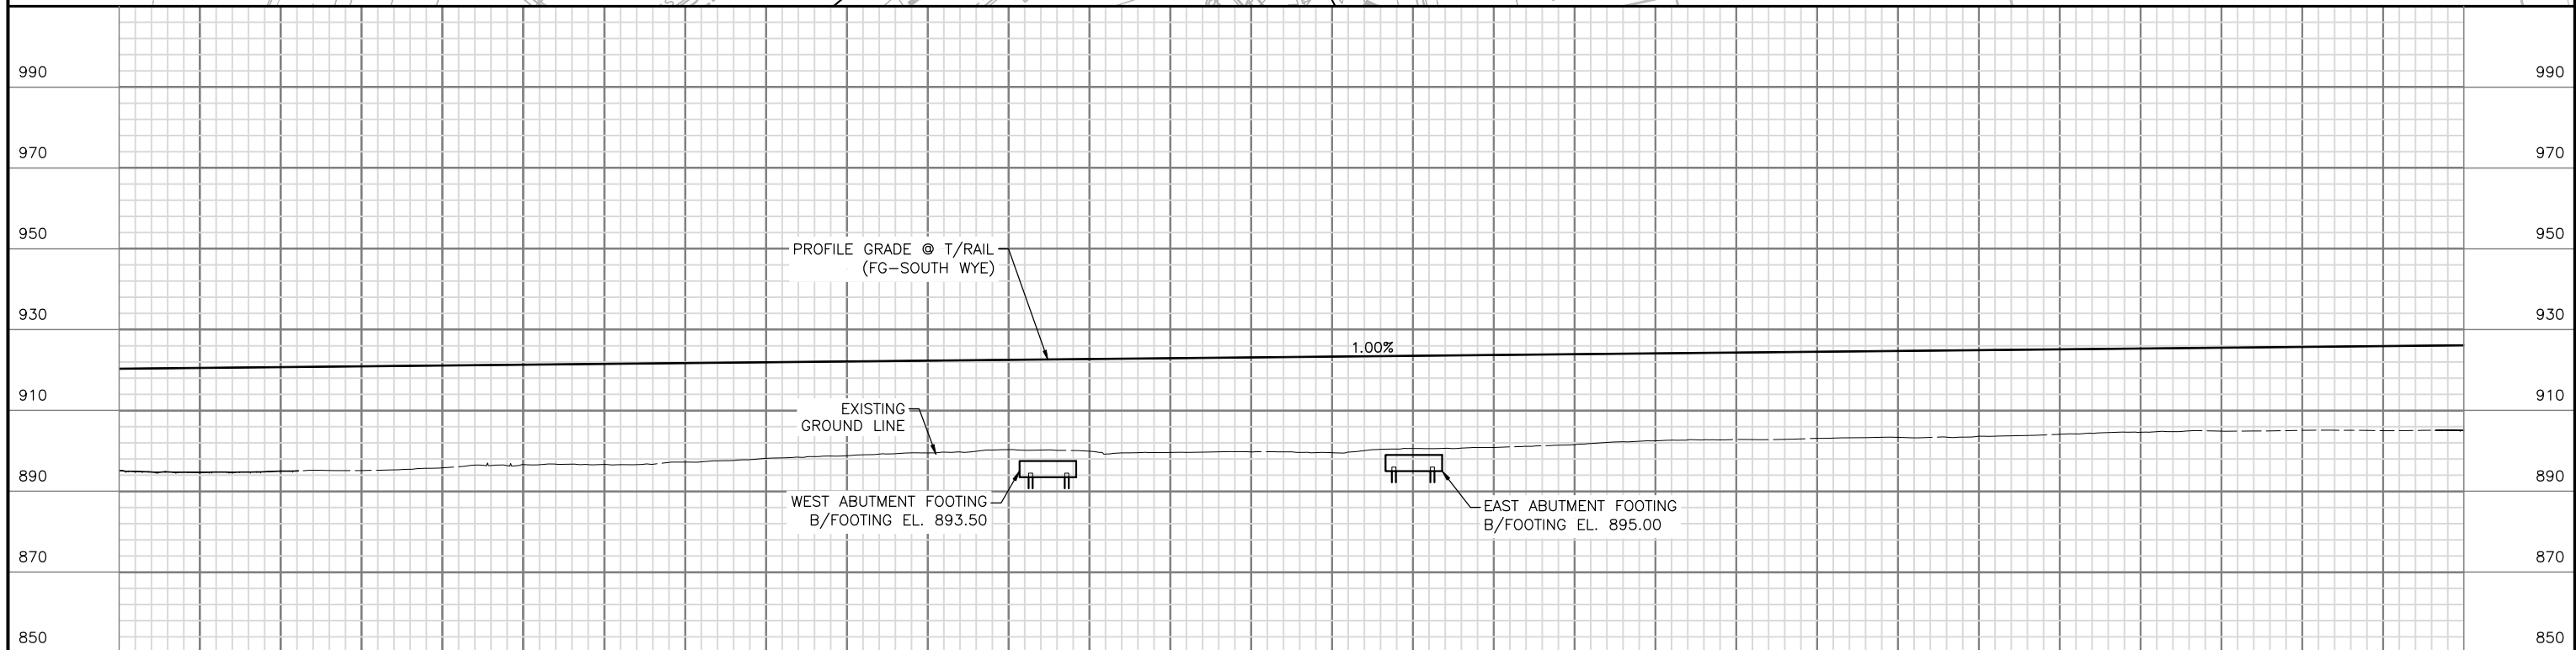 990 990
970 970
950 950
PROFILE GRADE @ T/RAIL
(FG-SOUTH WYE)
930 930
1.00%
910 910
EXISTING
GROUND LINE
890 890
WEST ABUTMENT FOOTING
B/FOOTING EL. 893.50
EAST ABUTMENT FOOTING
B/FOOTING EL. 895.00
870 870
850 850